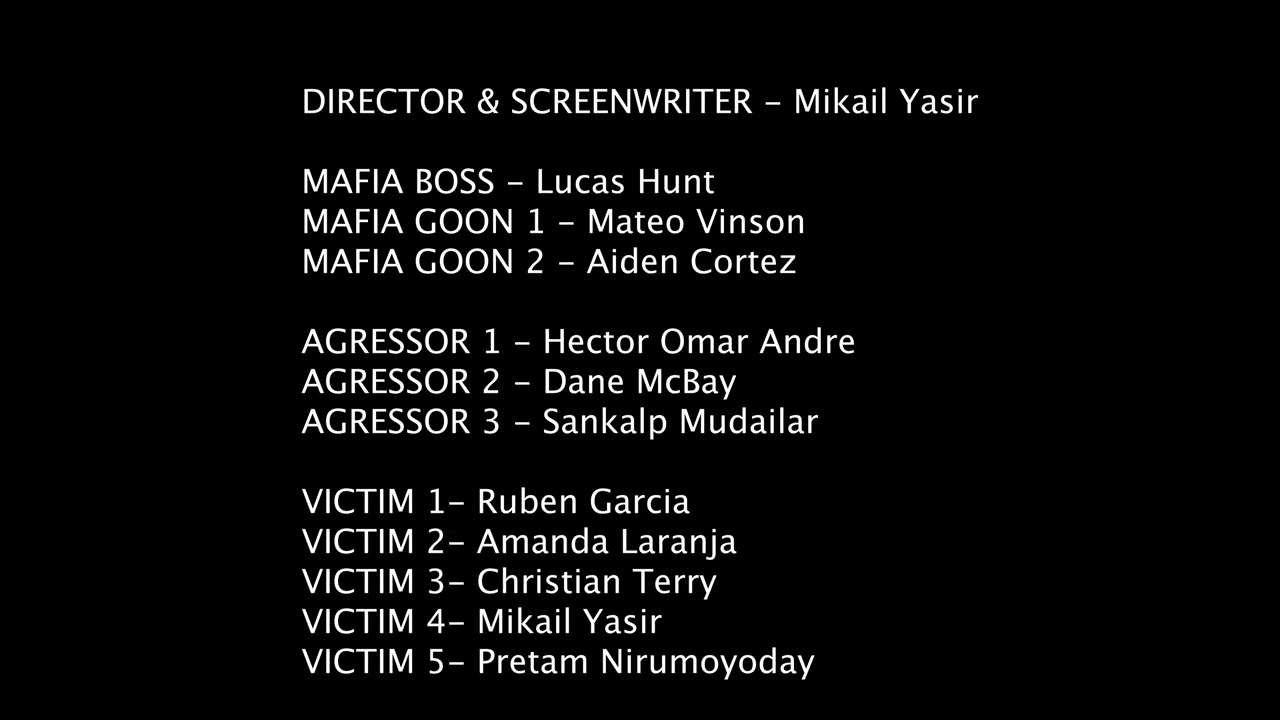 DIRECTOR & SCREENWRITER – Mikail Yasir
MAFIA BOSS – Lucas Hunt
MAFIA GOON 1 – Mateo Vinson
MAFIA GOON 2 – Aiden Cortez
AGRESSOR 1 – Hector Omar Andre
AGRESSOR 2 – Dane McBay
AGRESSOR 3 – Sankalp Mudailar
VICTIM 1– Ruben Garcia
VICTIM 2– Amanda Laranja
VICTIM 3– Christian Terry
VICTIM 4– Mikail Yasir
VICTIM 5– Pretam Nirumoyoday